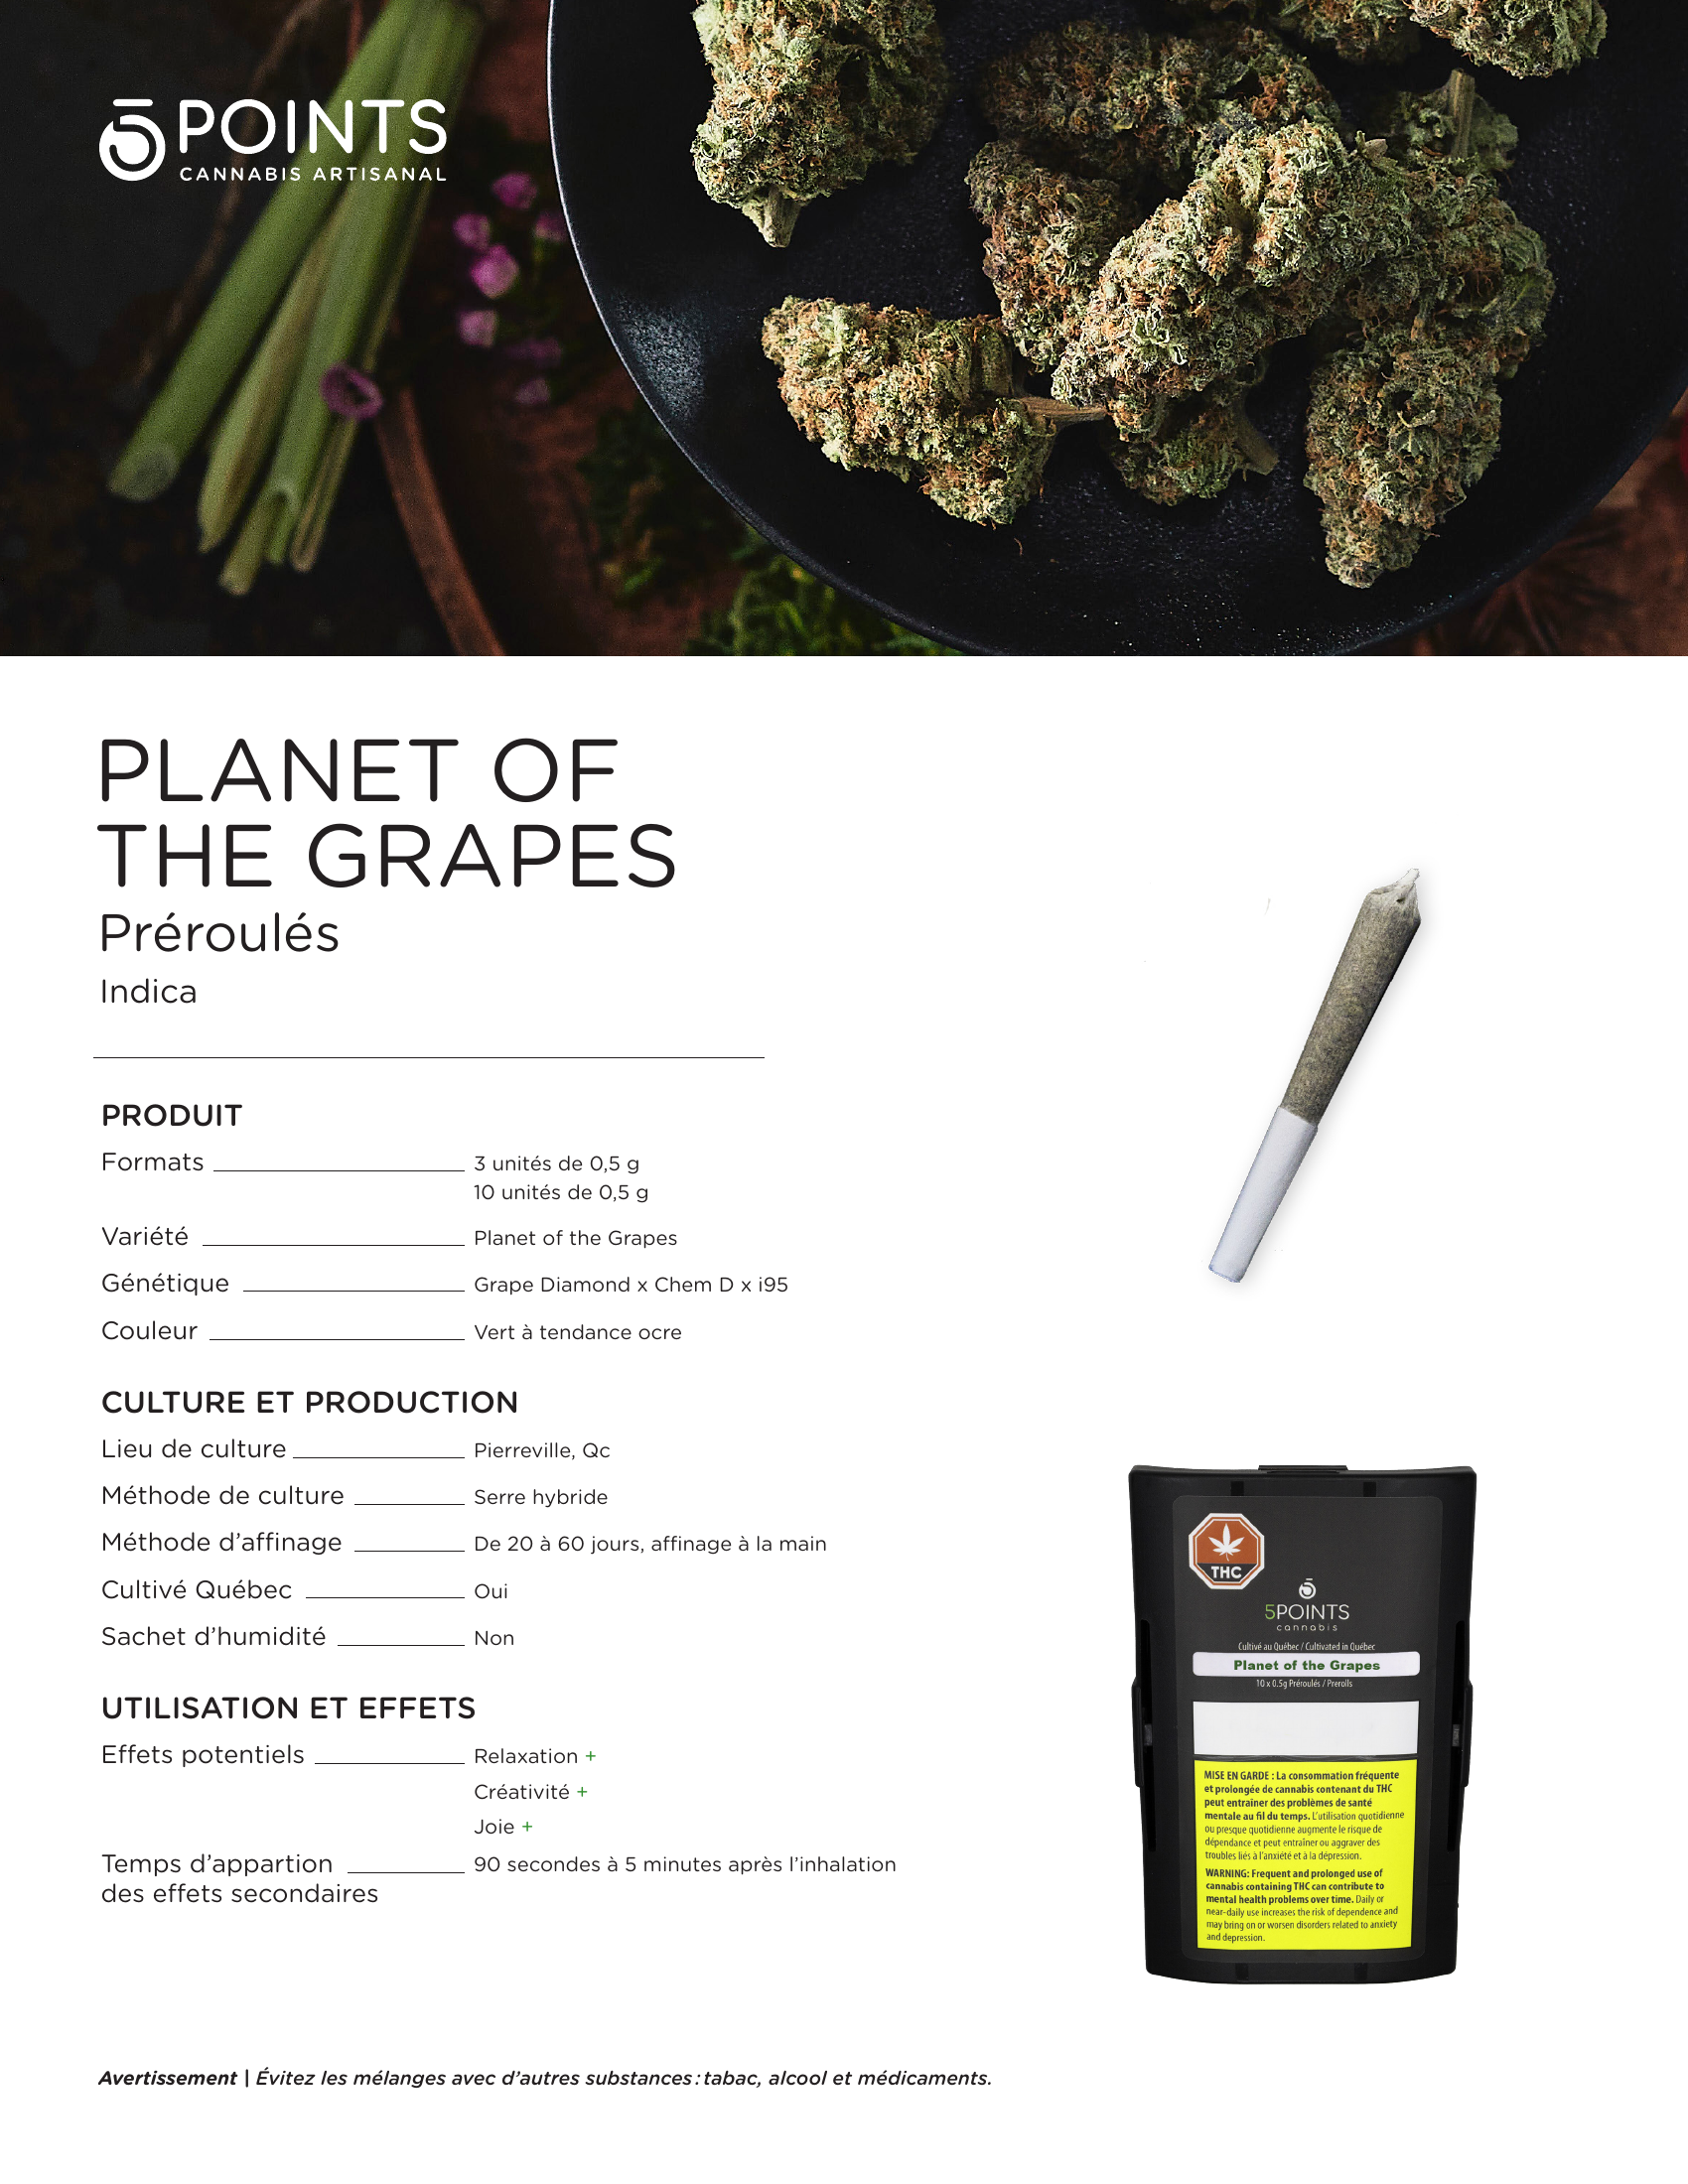 5 POINTS
CANNABIS ARTISANAL
PLANET OF
THE GRAPES
Préroulés
Indica
PRODUIT
Formats 3 unités de 0,5 g
10 unités de 0,5 g
Variété Planet of the Grapes
Génétique Grape Diamond x Chem D x i95
Couleur Vert à tendance ocre
CULTURE ET PRODUCTION
Lieu de culture Pierreville, Qc
Méthode de culture Serre hybride
Méthode d’affinage De 20 à 60 jours, affinage à la main
Cultivé Québec Oui
Sachet d’humidité Non
UTILISATION ET EFFETS
Effets potentiels Relaxation +
Créativité +
Joie +
Temps d’appartion 90 secondes à 5 minutes après l’inhalation
des effets secondaires
THC
5POINTS
cannabis
Cultivé au Québec / Cultivated in Québec
Planet of the Grapes
10 x 0.5g Préroulés / Prerolls
MISE EN GARDE : La consommation fréquente
et prolongée de cannabis contenant du THC
peut entraîner des problèmes de santé
mentale au fil du temps. L’utilisation quotidienne
ou presque quotidienne augmente le risque de
dépendance et peut entraîner ou aggraver des
troubles liés à l’anxiété et à la dépression.
WARNING: Frequent and prolonged use of
cannabis containing THC can contribute to
mental health problems over time. Daily or
near-daily use increases the risk of dependence and
may bring on or worsen disorders related to anxiety
and depression.
Avertissement | Évitez les mélanges avec d’autres substances : tabac, alcool et médicaments.